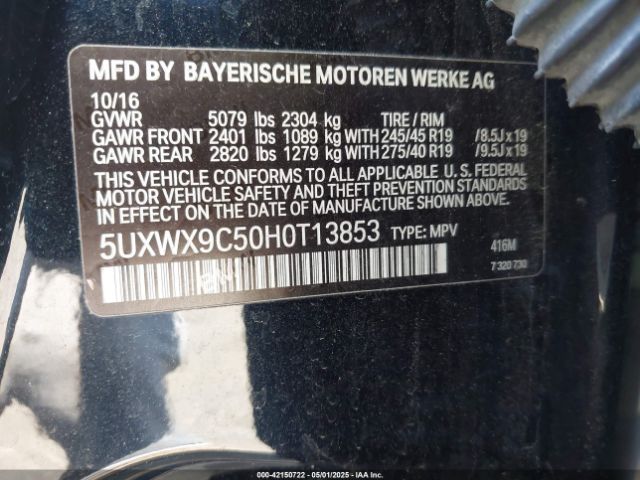 MFD BY BAYERISCHE MOTOREN WERKE AG
10/16
GVWR 5079 lbs 2304 kg TIRE / RIM
GAWR FRONT 2401 lbs 1089 kg WITH 245/45 R19 /8.5J x 19
GAWR REAR 2820 lbs 1279 kg WITH 275/40 R19 /9.5J x 19
THIS VEHICLE CONFORMS TO ALL APPLICABLE U. S. FEDERAL
MOTOR VEHICLE SAFETY AND THEFT PREVENTION STANDARDS
IN EFFECT ON THE DATE OF MANUFACTURE SHOWN ABOVE.
5UXWX9C50H0T13853 TYPE: MPV
416M
7 320 730
000-42150722 - 05/01/2025 - IAAI.COM